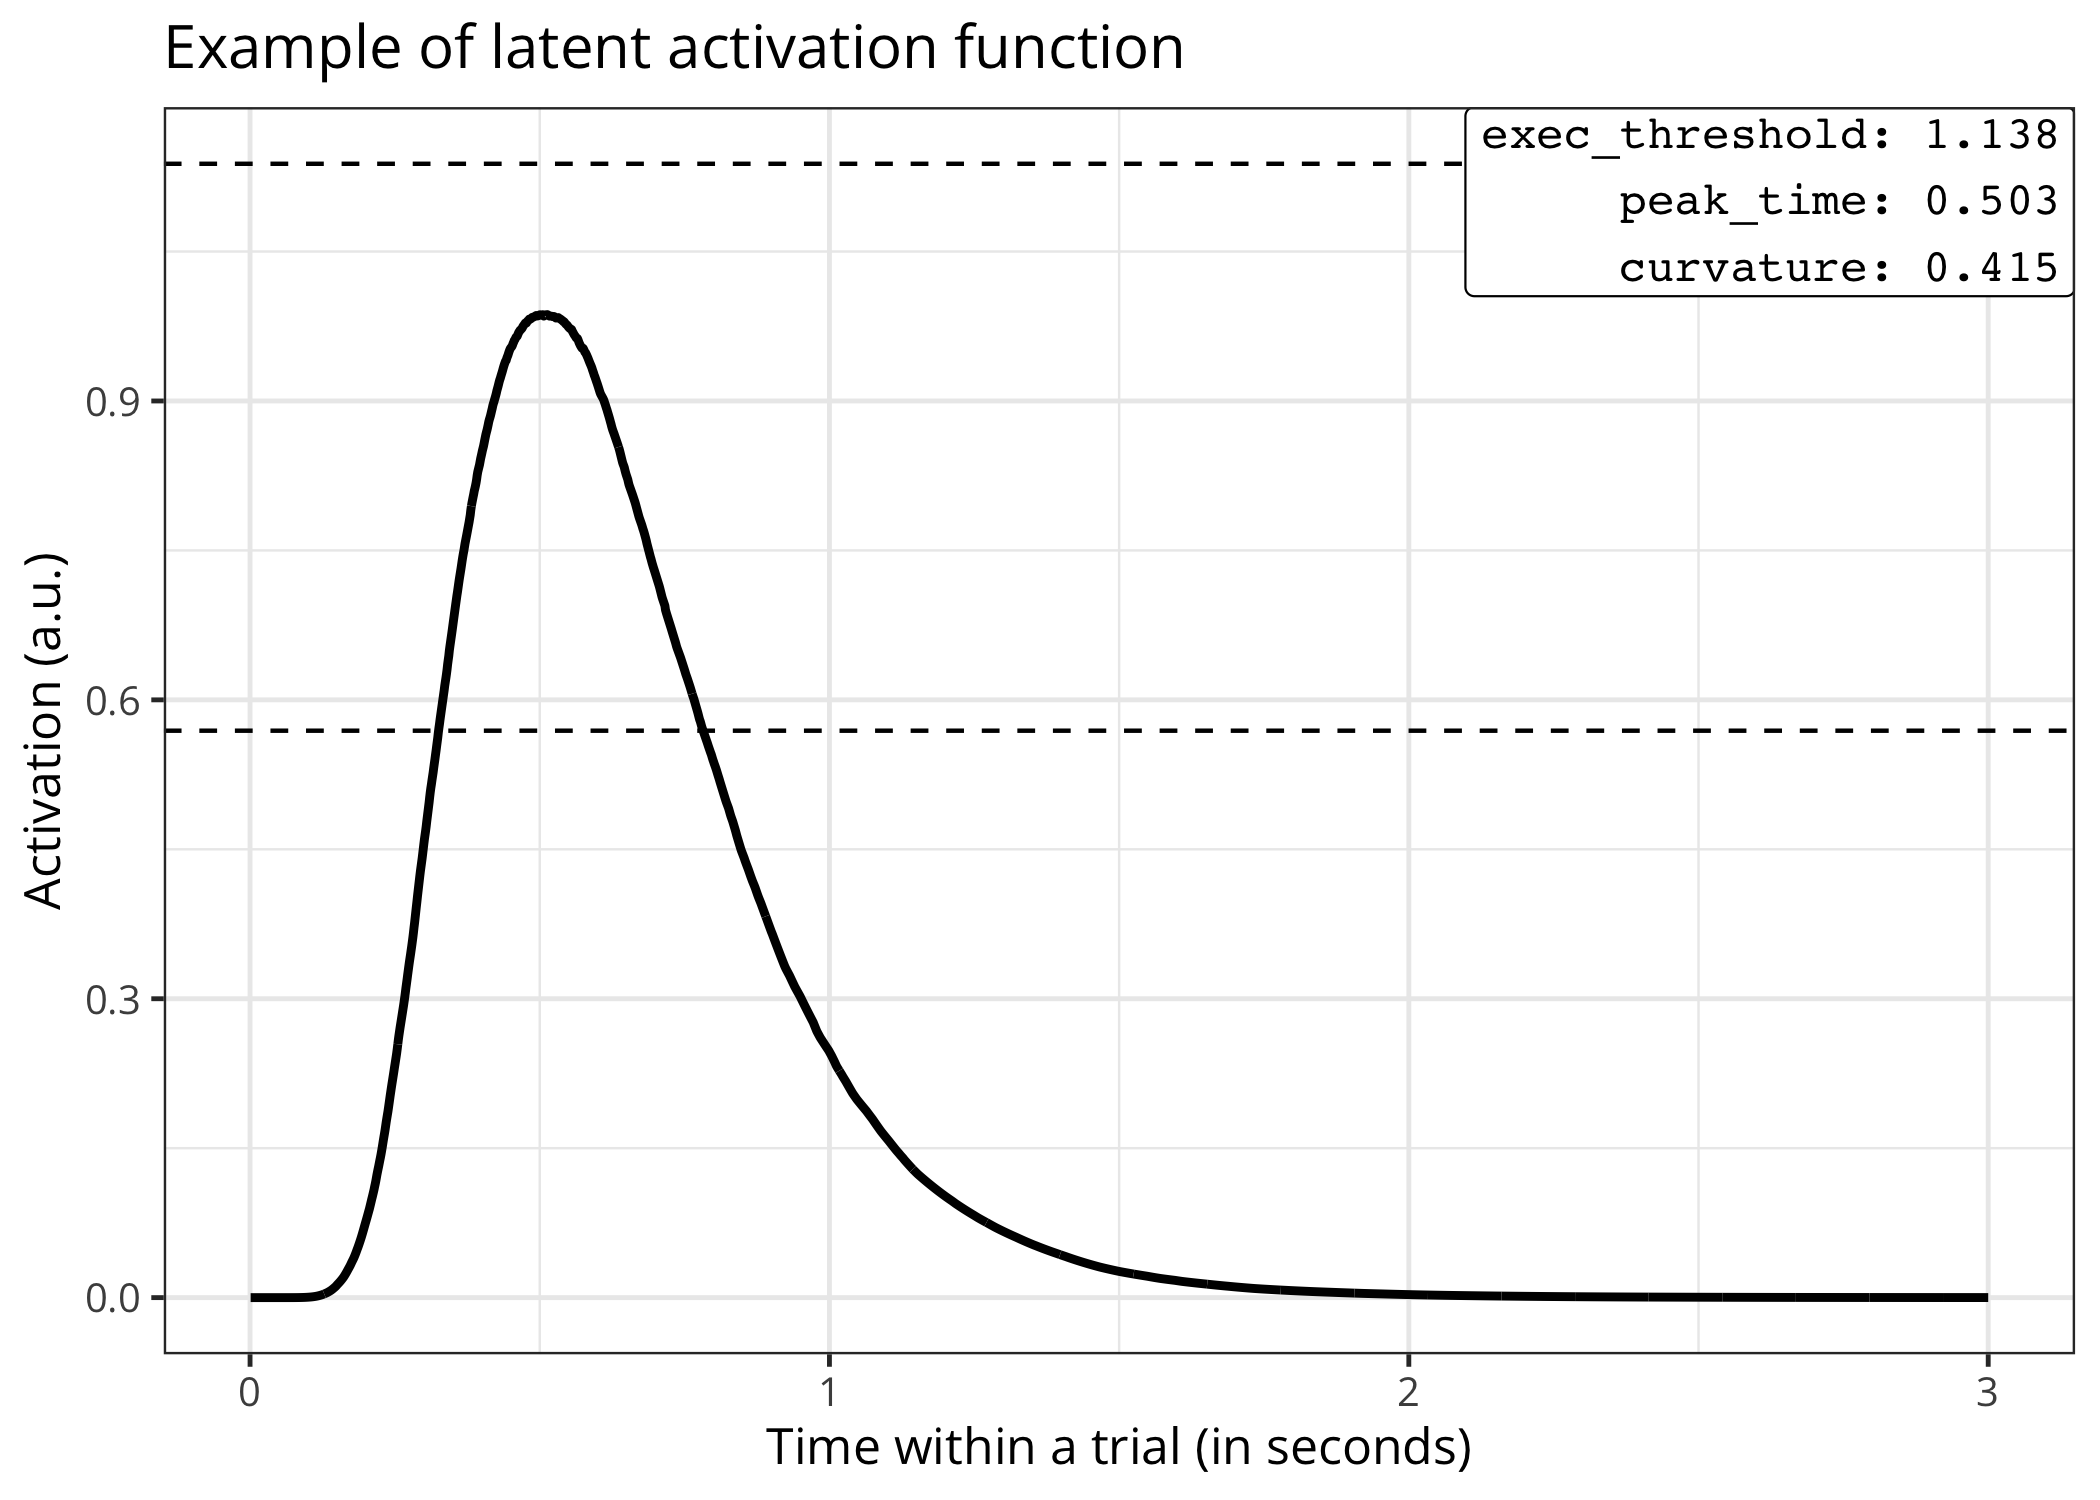 Example of latent activation function
exec_threshold: 1.138
peak_time: 0.503
curvature: 0.415
Activation (a.u.)
0.9
0.6
0.3
0.0
0 1 2 3
Time within a trial (in seconds)